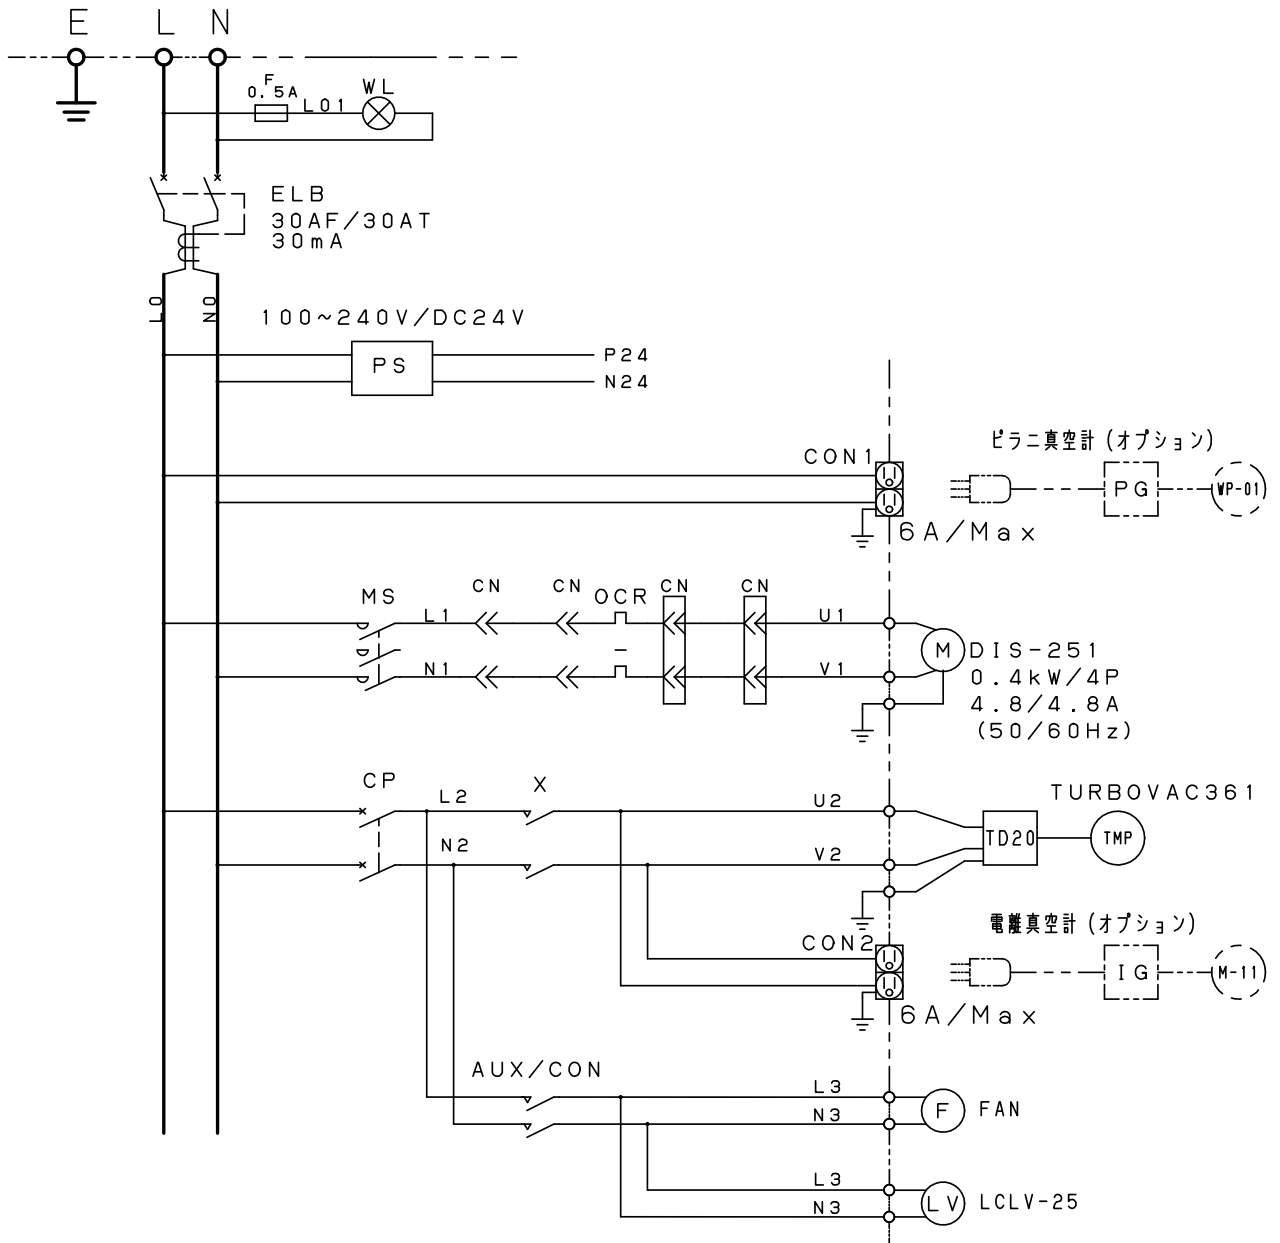 E L N
F
0.5A
L01
WL
ELB
30AF/30AT
30mA
L0
N0
100~240V/DC24V
PS
P24
N24
ピラニ真空計(オプション)
CON1
PG
WP-01
6A/Max
MS
L1
CN
CN
OCR
CN
CN
U1
N1
V1
M
DIS-251
0.4kW/4P
4.8/4.8A
(50/60Hz)
CP
L2
X
U2
TURBOVAC361
N2
V2
TD20
TMP
電離真空計(オプション)
CON2
IG
M-11
6A/Max
AUX/CON
L3
N3
F
FAN
L3
N3
LV
LCLV-25